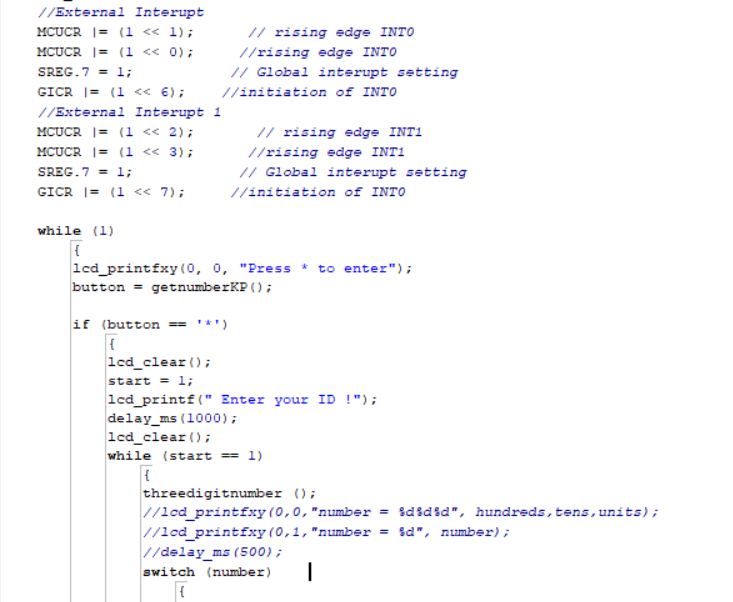 //External Interupt
MCUCR |= (1 << 1);        // rising edge INT0
MCUCR |= (1 << 0);       //rising edge INT0
SREG.7 = 1;              // Global interupt setting
GICR |= (1 << 6);    //initiation of INT0
//External Interupt 1
MCUCR |= (1 << 2);         // rising edge INT1
MCUCR |= (1 << 3);        //rising edge INT1
SREG.7 = 1;               // Global interupt setting
GICR |= (1 << 7);     //initiation of INT0
while (1)
{
lcd_printfxy(0, 0, "Press * to enter");
button = getnumberKP();
if (button == '*')
{
lcd_clear();
start = 1;
lcd_printf(" Enter your ID !");
delay_ms(1000);
lcd_clear();
while (start == 1)
{
threedigitnumber ();
//lcd_printfxy(0,0,"number = %d%d%d", hundreds,tens,units);
//lcd_printfxy(0,1,"number = %d", number);
//delay_ms(500);
switch (number)
{